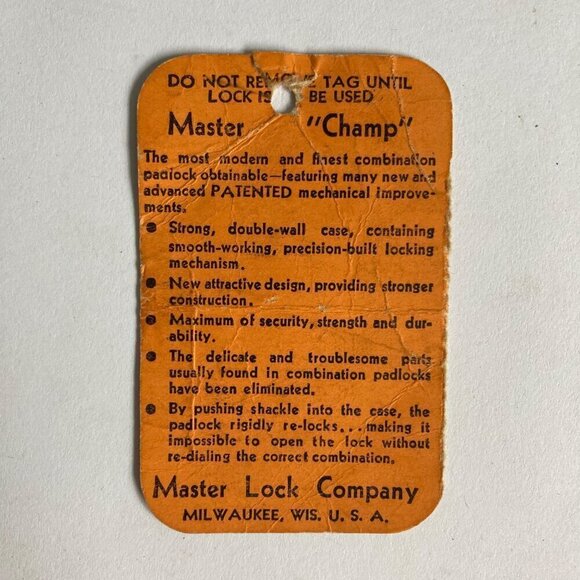 DO NOT REMOVE TAG UNTIL
LOCK IS BE USED
Master "Champ"
The most modern and finest combination
padlock obtainable—featuring many new and
advanced PATENTED mechanical improve-
ments.
● Strong, double-wall case, containing
smooth-working, precision-built locking
mechanism.
● New attractive design, providing stronger
construction.
● Maximum of security, strength and dur-
ability.
● The delicate and troublesome parts
usually found in combination padlocks
have been eliminated.
● By pushing shackle into the case, the
padlock rigidly re-locks...making it
impossible to open the lock without
re-dialing the correct combination.
Master Lock Company
MILWAUKEE, WIS. U. S. A.